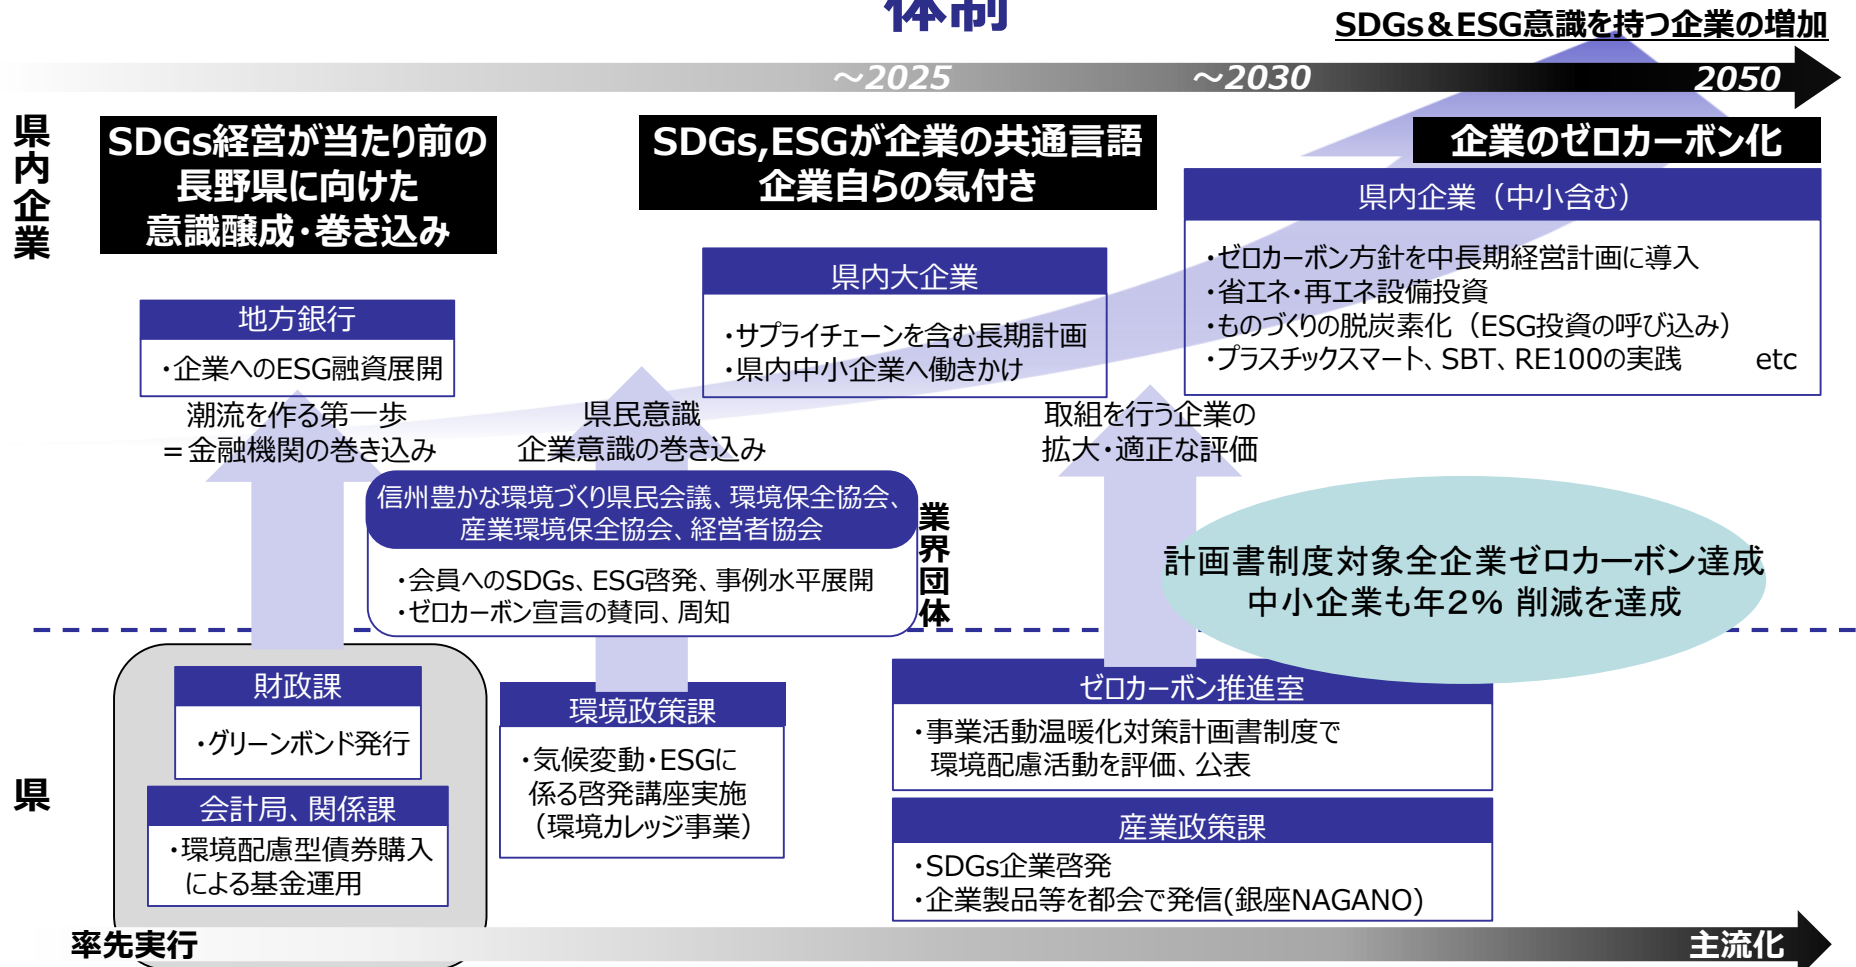 体制
SDGs&ESG意識を持つ企業の増加
～2025
～2030
2050
県内企業
SDGs経営が当たり前の
長野県に向けた
意識醸成・巻き込み
SDGs,ESGが企業の共通言語
企業自らの気付き
企業のゼロカーボン化
県内企業（中小含む）
・ゼロカーボン方針を中長期経営計画に導入
・省エネ・再エネ設備投資
・ものづくりの脱炭素化（ESG投資の呼び込み）
・プラスチックスマート、SBT、RE100の実践 etc
県内大企業
・サプライチェーンを含む長期計画
・県内中小企業へ働きかけ
地方銀行
・企業へのESG融資展開
潮流を作る第一歩
＝金融機関の巻き込み
県民意識
企業意識の巻き込み
取組を行う企業の
拡大・適正な評価
信州豊かな環境づくり県民会議、環境保全協会、
産業環境保全協会、経営者協会
・会員へのSDGs、ESG啓発、事例水平展開
・ゼロカーボン宣言の賛同、周知
業界団体
計画書制度対象全企業ゼロカーボン達成
中小企業も年2% 削減を達成
県
財政課
・グリーンボンド発行
会計局、関係課
・環境配慮型債券購入
による基金運用
環境政策課
・気候変動・ESGに
係る啓発講座実施
（環境カレッジ事業）
ゼロカーボン推進室
・事業活動温暖化対策計画書制度で
環境配慮活動を評価、公表
産業政策課
・SDGs企業啓発
・企業製品等を都会で発信(銀座NAGANO)
率先実行
主流化